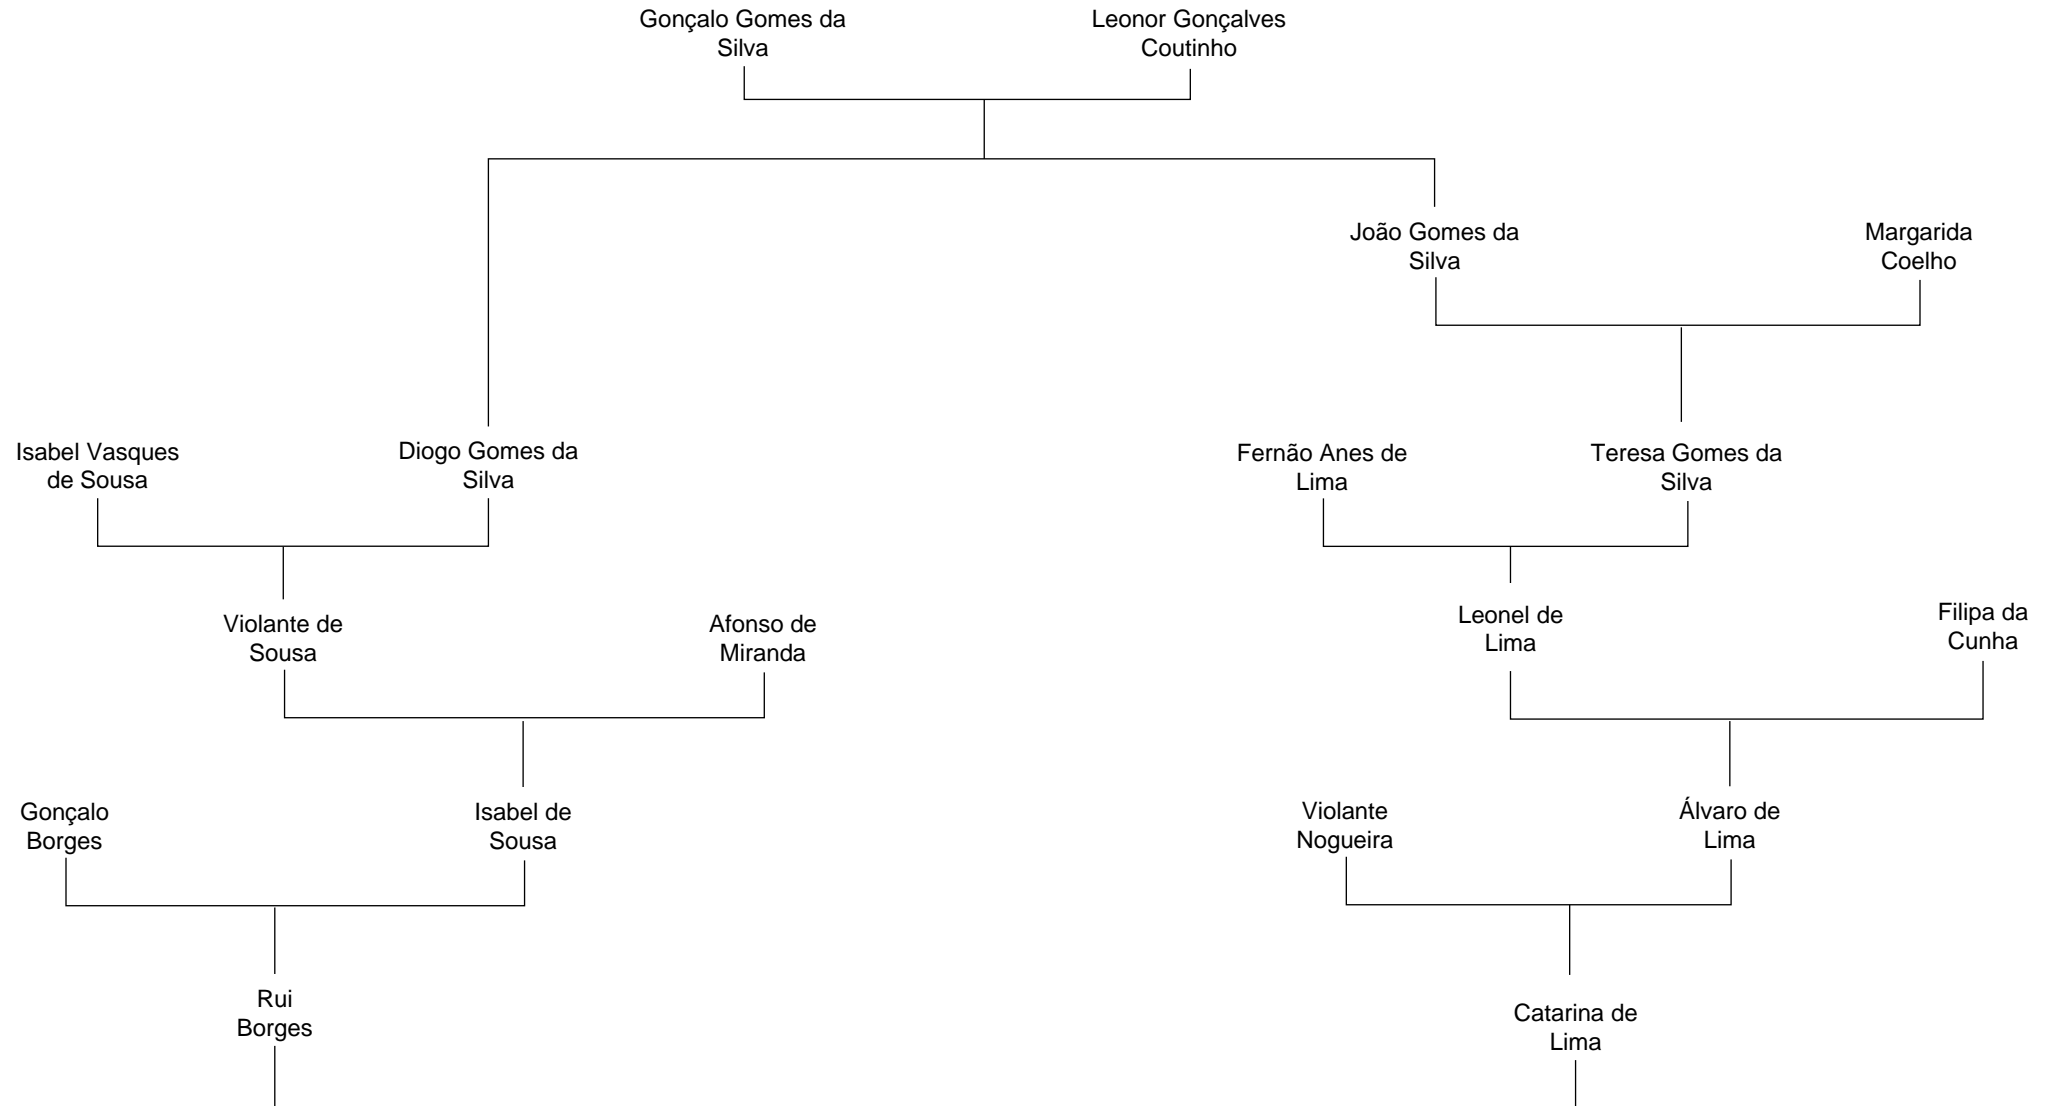 Gonçalo Gomes da
Silva
Leonor Gonçalves
Coutinho
João Gomes da
Silva
Margarida
Coelho
Isabel Vasques
de Sousa
Diogo Gomes da
Silva
Fernão Anes de
Lima
Teresa Gomes da
Silva
Violante de
Sousa
Afonso de
Miranda
Leonel de
Lima
Filipa da
Cunha
Gonçalo
Borges
Isabel de
Sousa
Violante
Nogueira
Álvaro de
Lima
Rui
Borges
Catarina de
Lima